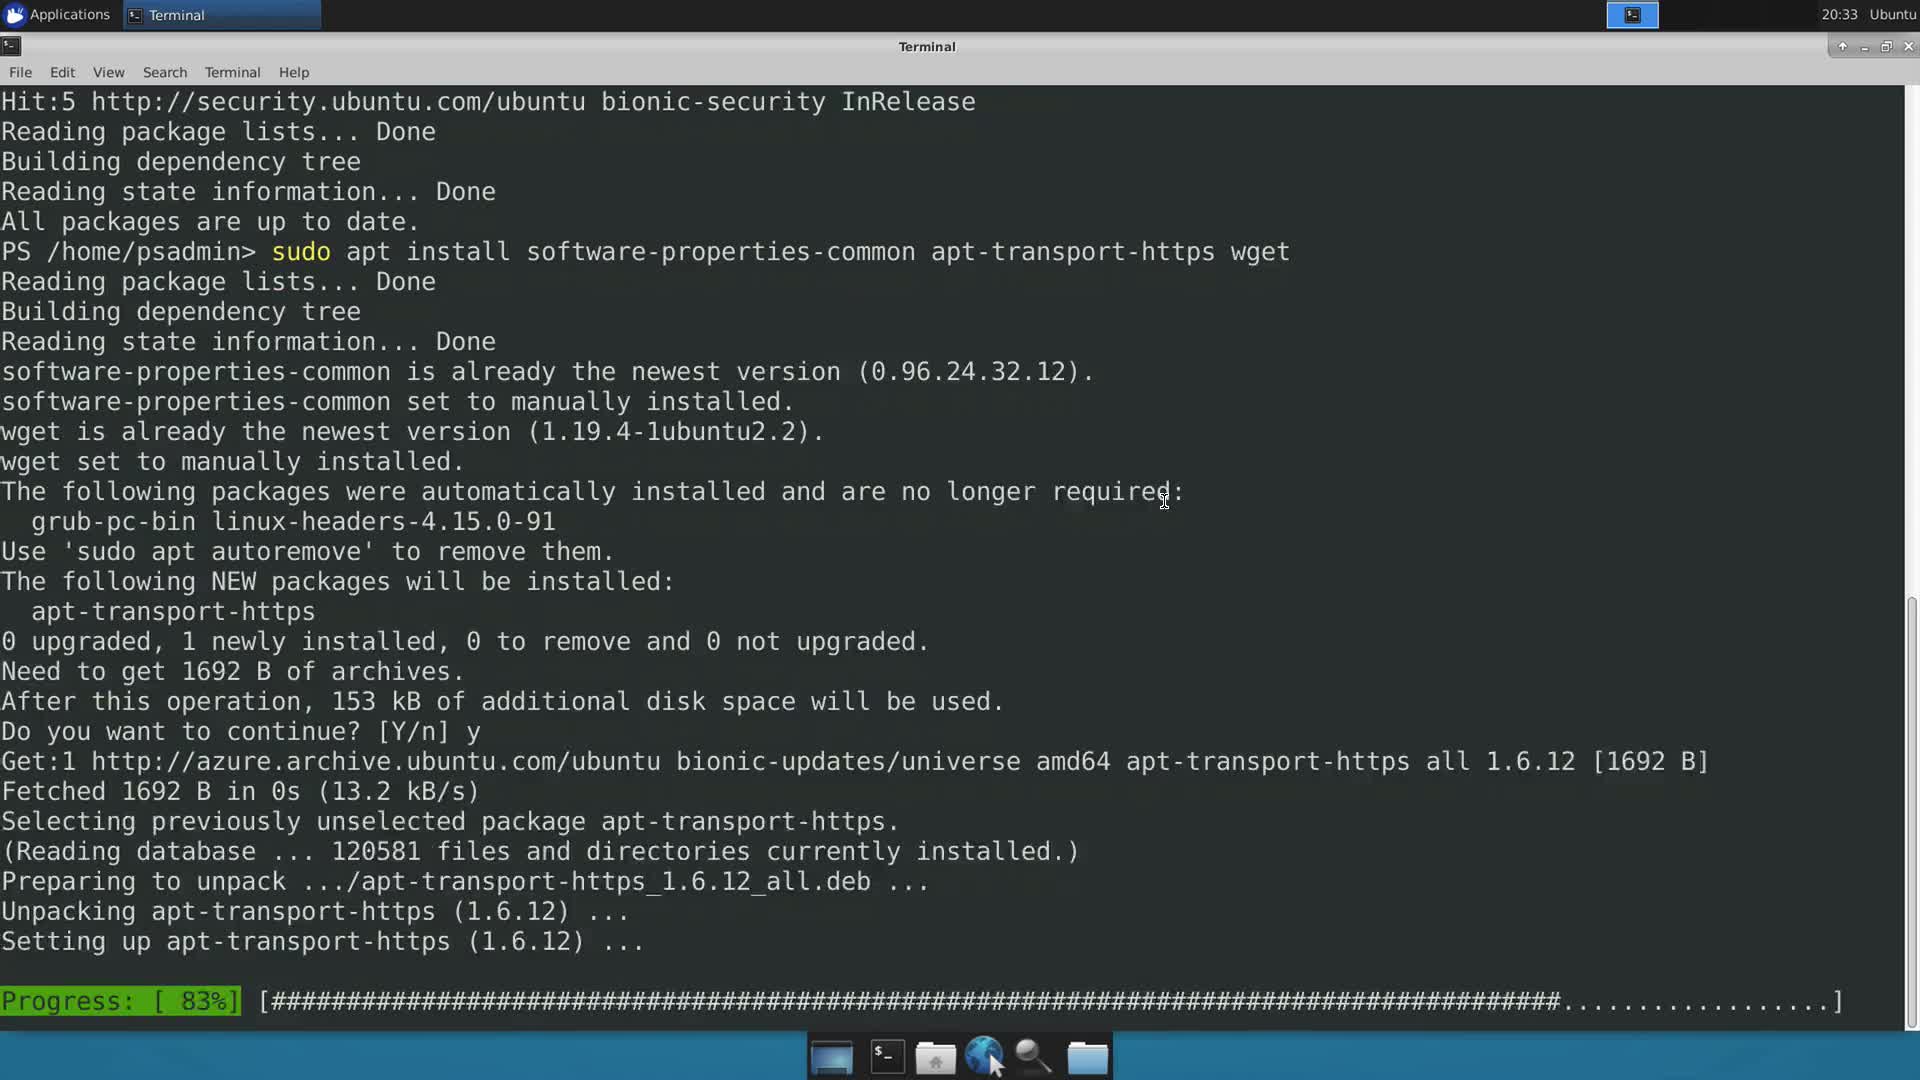 Applications
Terminal
20:33
Ubuntu
Terminal
File Edit View Search Terminal Help
Hit:5 http://security.ubuntu.com/ubuntu bionic-security InRelease
Reading package lists... Done
Building dependency tree
Reading state information... Done
All packages are up to date.
PS /home/psadmin> sudo apt install software-properties-common apt-transport-https wget
Reading package lists... Done
Building dependency tree
Reading state information... Done
software-properties-common is already the newest version (0.96.24.32.12).
software-properties-common set to manually installed.
wget is already the newest version (1.19.4-1ubuntu2.2).
wget set to manually installed.
The following packages were automatically installed and are no longer required:
  grub-pc-bin linux-headers-4.15.0-91
Use 'sudo apt autoremove' to remove them.
The following NEW packages will be installed:
  apt-transport-https
0 upgraded, 1 newly installed, 0 to remove and 0 not upgraded.
Need to get 1692 B of archives.
After this operation, 153 kB of additional disk space will be used.
Do you want to continue? [Y/n] y
Get:1 http://azure.archive.ubuntu.com/ubuntu bionic-updates/universe amd64 apt-transport-https all 1.6.12 [1692 B]
Fetched 1692 B in 0s (13.2 kB/s)
Selecting previously unselected package apt-transport-https.
(Reading database ... 120581 files and directories currently installed.)
Preparing to unpack .../apt-transport-https_1.6.12_all.deb ...
Unpacking apt-transport-https (1.6.12) ...
Setting up apt-transport-https (1.6.12) ...
Progress: [ 83%] [######################################################################################..................]